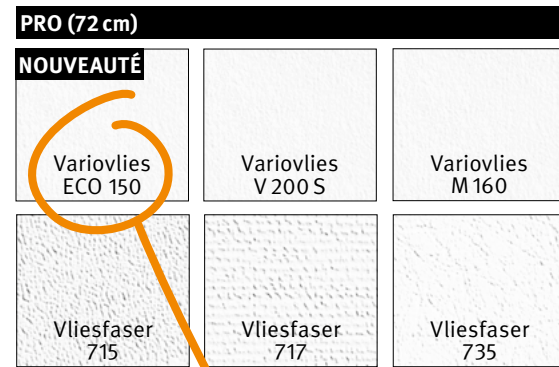 PRO (72 cm)
NOUVEAUTÉ
Variovlies
ECO 150
Variovlies
V 200 S
Variovlies
M 160
Vliesfaser
715
Vliesfaser
717
Vliesfaser
735